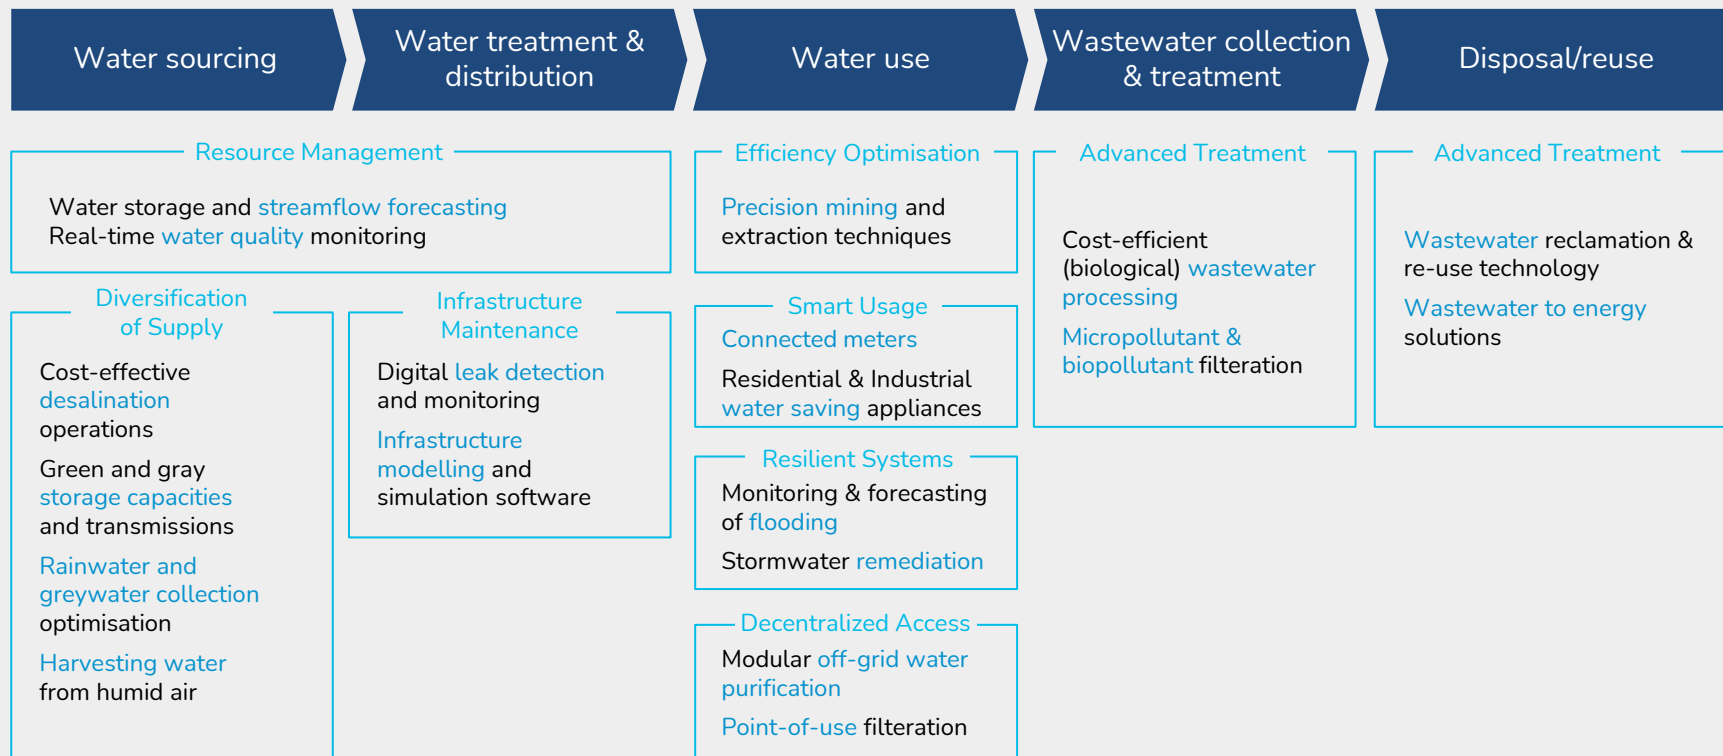 Water sourcing
Water treatment &
distribution
Water use
Wastewater collection
& treatment
Disposal/reuse
Resource Management
Water storage and streamflow forecasting
Real-time water quality monitoring
Diversification
of Supply
Cost-effective
desalination
operations
Green and gray
storage capacities
and transmissions
Rainwater and
greywater collection
optimisation
Harvesting water
from humid air
Infrastructure
Maintenance
Digital leak detection
and monitoring
Infrastructure
modelling and
simulation software
Efficiency Optimisation
Precision mining and
extraction techniques
Smart Usage
Connected meters
Residential & Industrial
water saving appliances
Resilient Systems
Monitoring & forecasting
of flooding
Stormwater remediation
Decentralized Access
Modular off-grid water
purification
Point-of-use filteration
Advanced Treatment
Cost-efficient
(biological) wastewater
processing
Micropollutant &
biopollutant filteration
Advanced Treatment
Wastewater reclamation &
re-use technology
Wastewater to energy
solutions